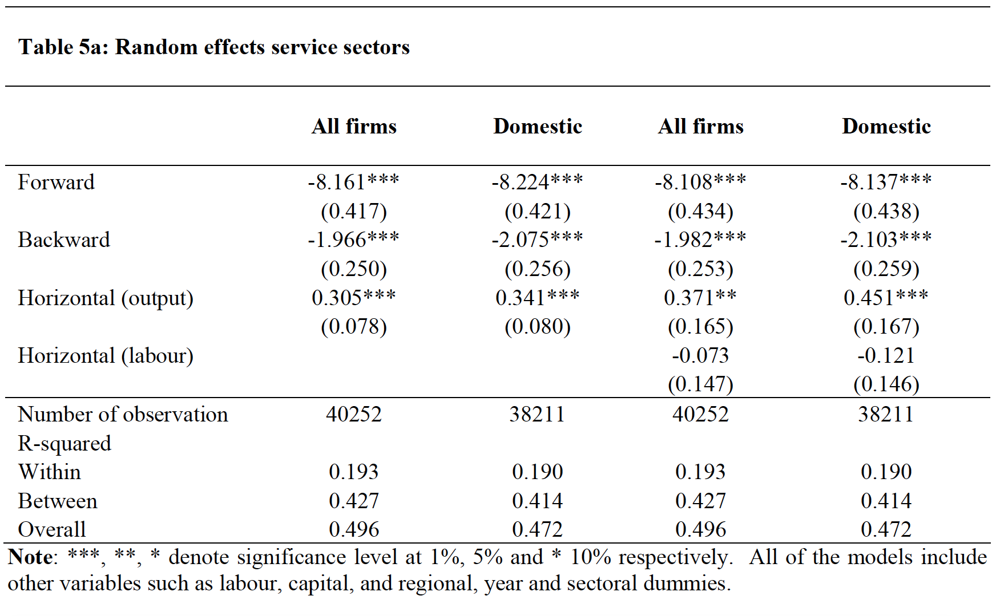 Table 5a: Random effects service sectors
All firms Domestic All firms Domestic
Forward -8.161*** -8.224*** -8.108*** -8.137***
(0.417) (0.421) (0.434) (0.438)
Backward -1.966*** -2.075*** -1.982*** -2.103***
(0.250) (0.256) (0.253) (0.259)
Horizontal (output) 0.305*** 0.341*** 0.371** 0.451***
(0.078) (0.080) (0.165) (0.167)
Horizontal (labour) -0.073 -0.121
(0.147) (0.146)
Number of observation 40252 38211 40252 38211
R-squared
Within 0.193 0.190 0.193 0.190
Between 0.427 0.414 0.427 0.414
Overall 0.496 0.472 0.496 0.472
Note: ***, **, * denote significance level at 1%, 5% and * 10% respectively. All of the models include
other variables such as labour, capital, and regional, year and sectoral dummies.